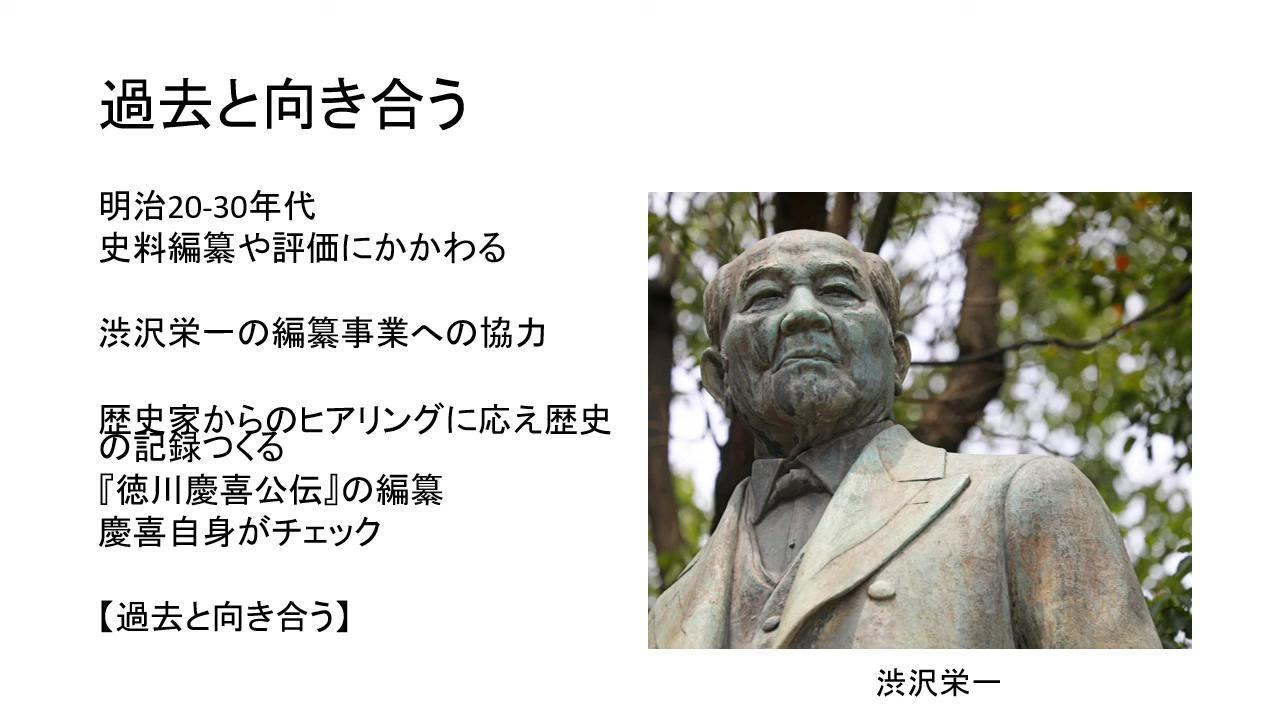 過去と向き合う
明治20-30年代
史料編纂や評価にかかわる
渋沢栄一の編纂事業への協力
歴史家からのヒアリングに応え歴史
の記録つくる
『徳川慶喜公伝』の編纂
慶喜自身がチェック
【過去と向き合う】
渋沢栄一